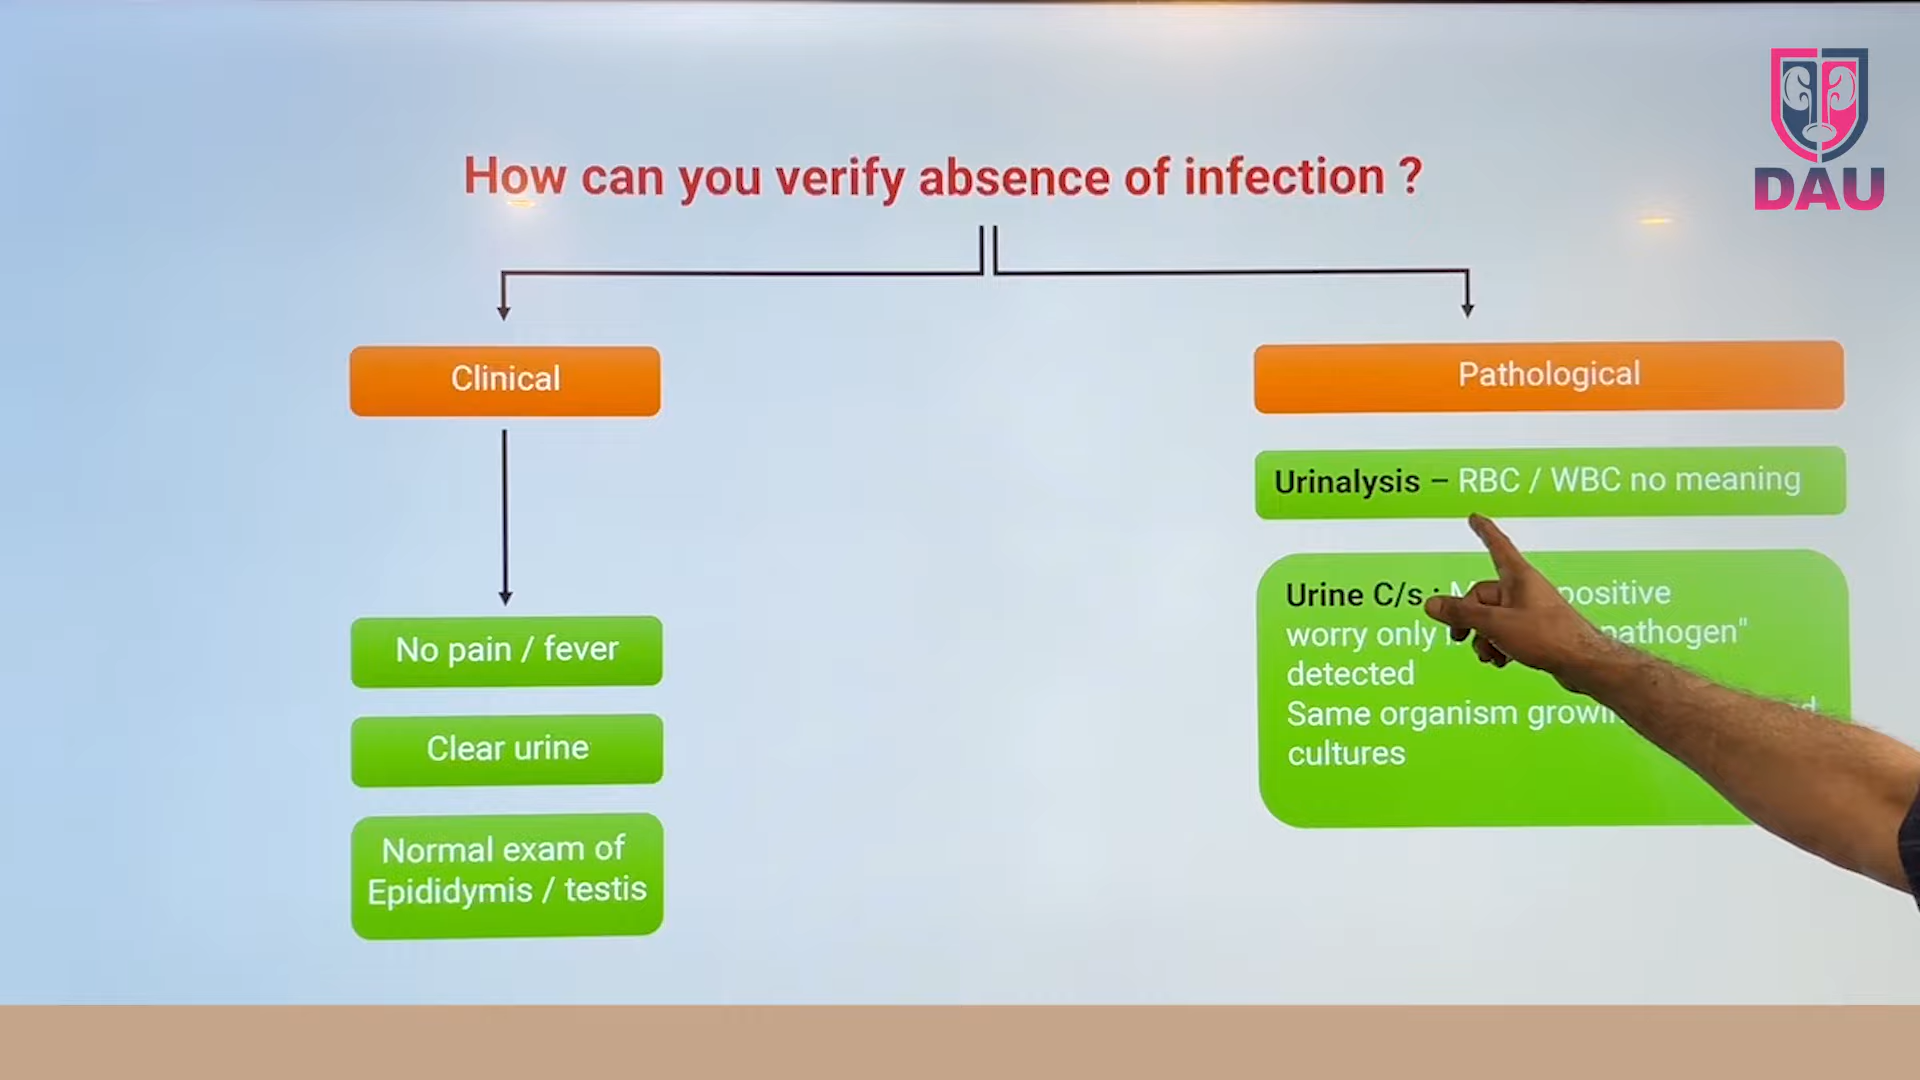 How can you verify absence of infection ?
DAU
Clinical
No pain / fever
Clear urine
Normal exam of
Epididymis / testis
Pathological
Urinalysis – RBC / WBC no meaning
Urine C/s : positive
worry only pathogen"
detected
Same organism
cultures